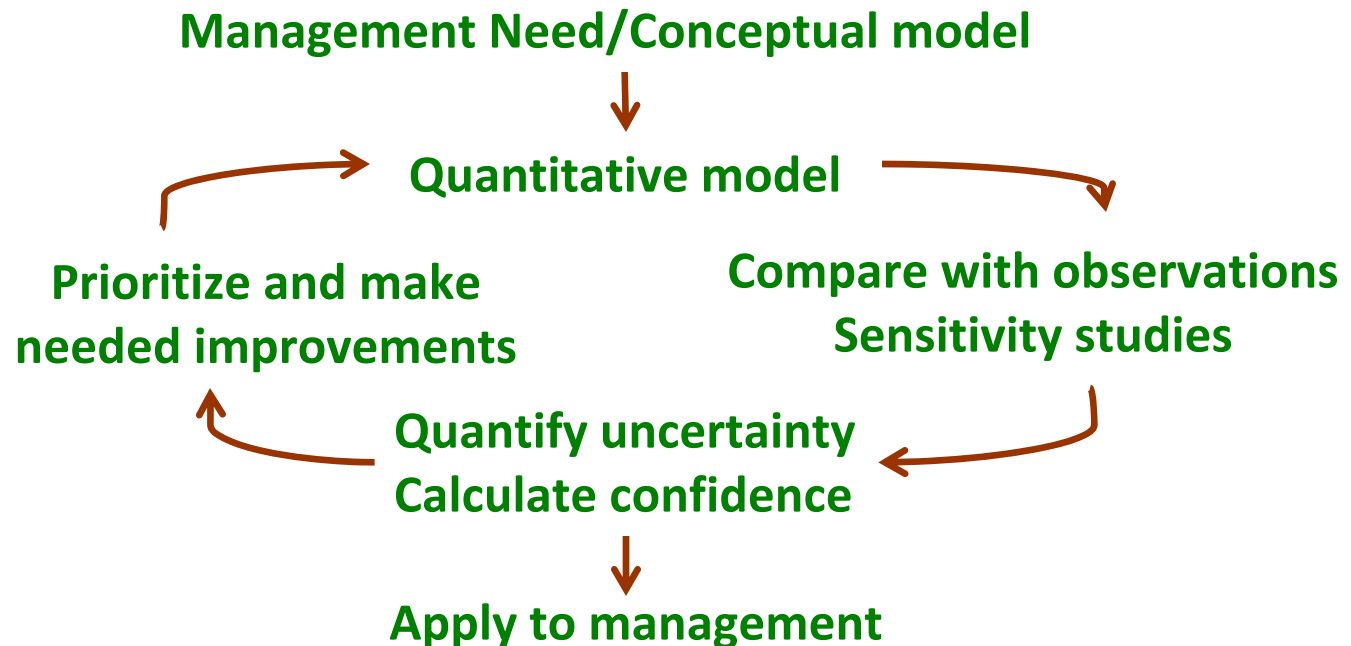 Management Need/Conceptual model
Quantitative model
Compare with observations
Sensitivity studies
Prioritize and make
needed improvements
Quantify uncertainty
Calculate confidence
Apply to management